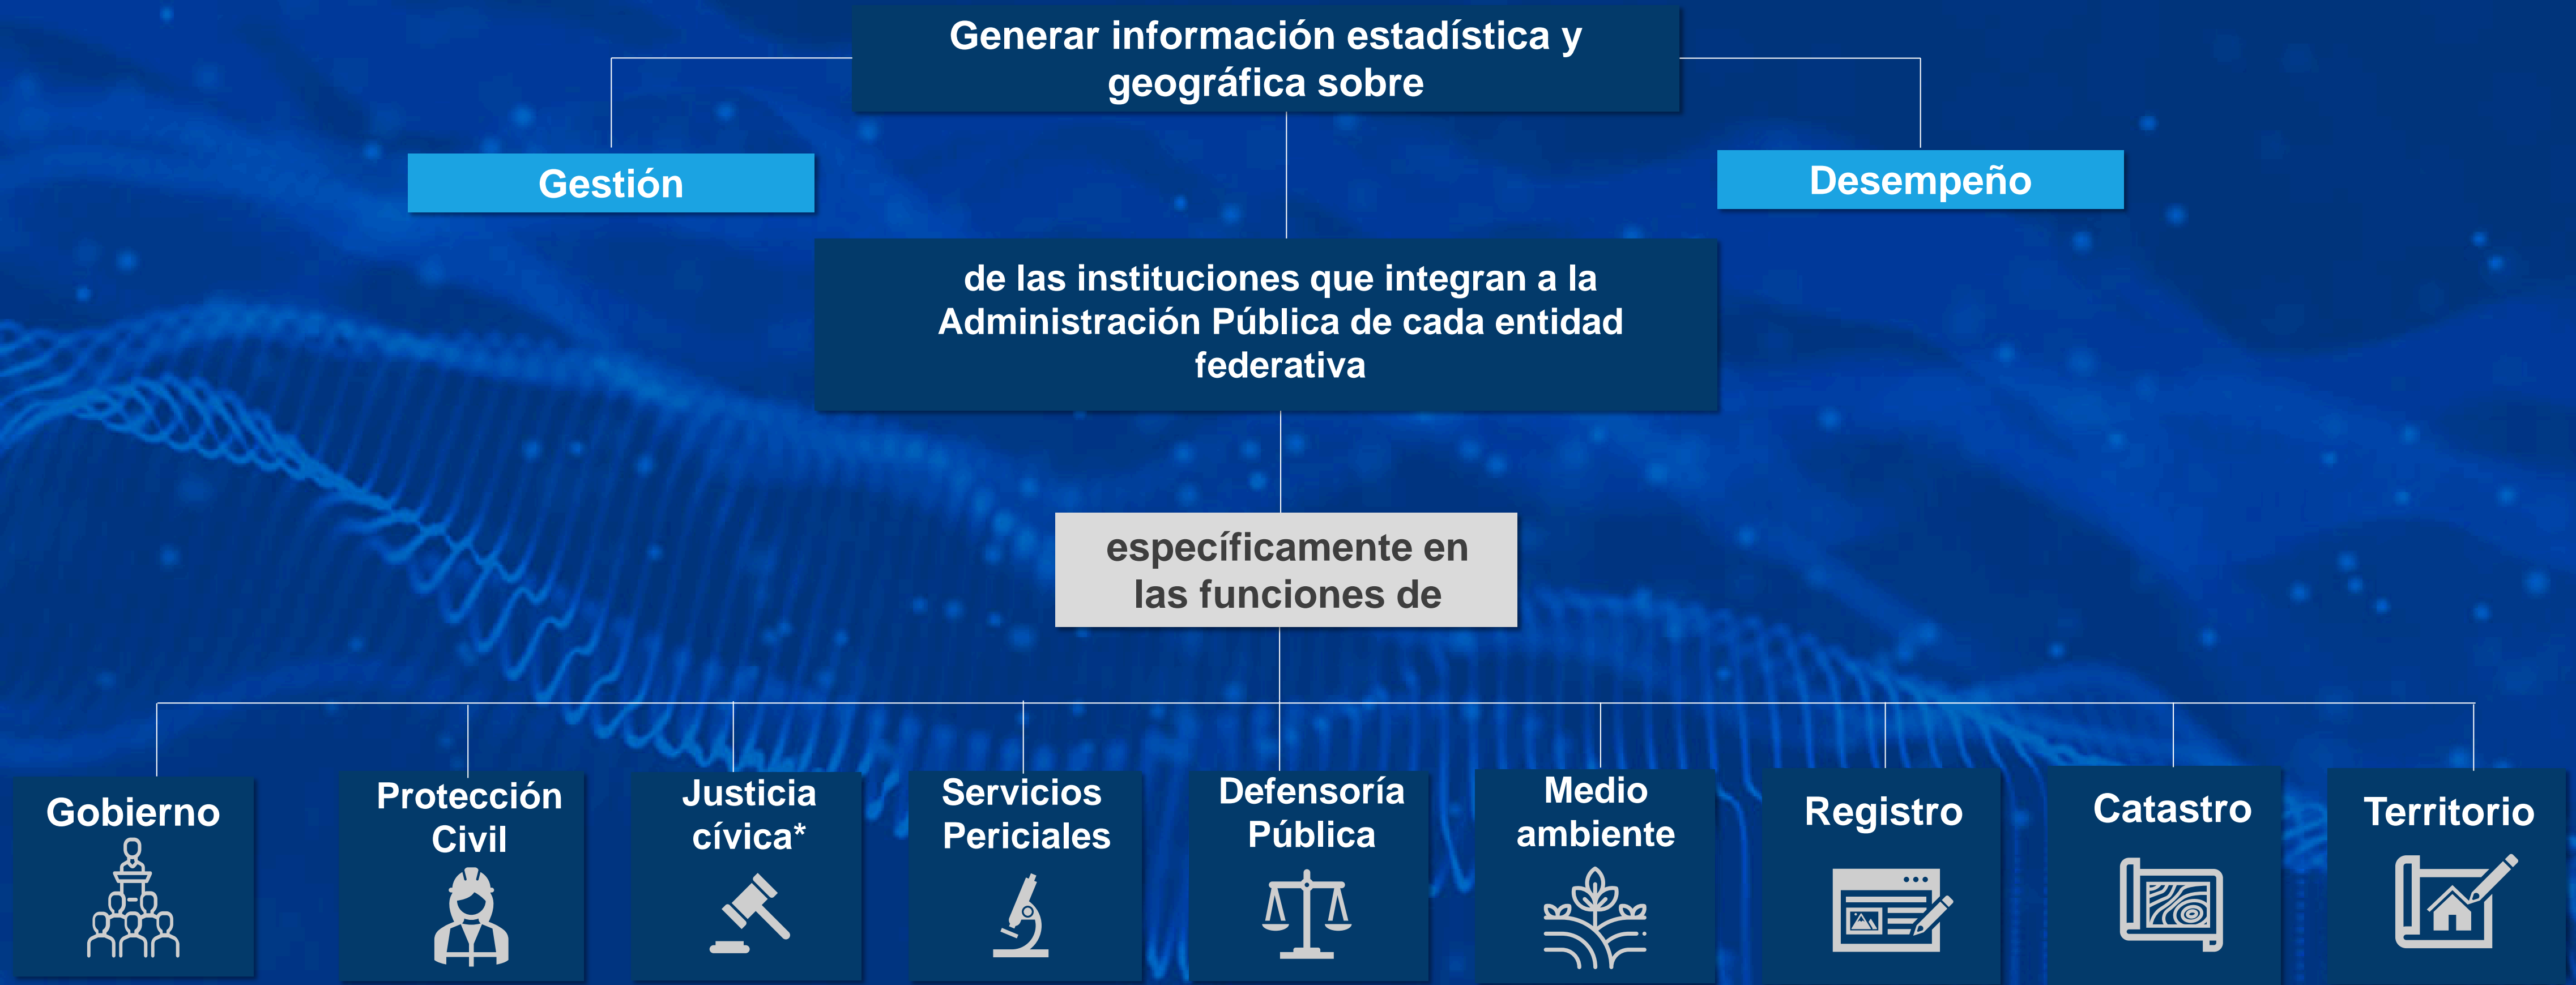 Generar información estadística y
geográfica sobre
Gestión
Desempeño
de las instituciones que integran a la
Administración Pública de cada entidad
federativa
específicamente en
las funciones de
Gobierno
Protección
Civil
Justicia
cívica*
Servicios
Periciales
Defensoría
Pública
Medio
ambiente
Registro
Catastro
Territorio